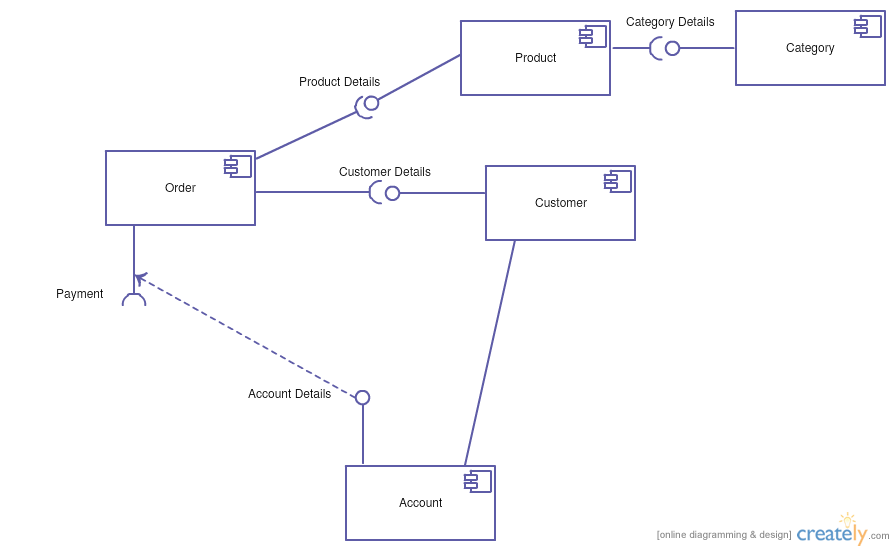 Category Details
Category
Product
Product Details
Customer Details
Order
Customer
Payment
Account Details
Account
[online diagramming & design] creately.com